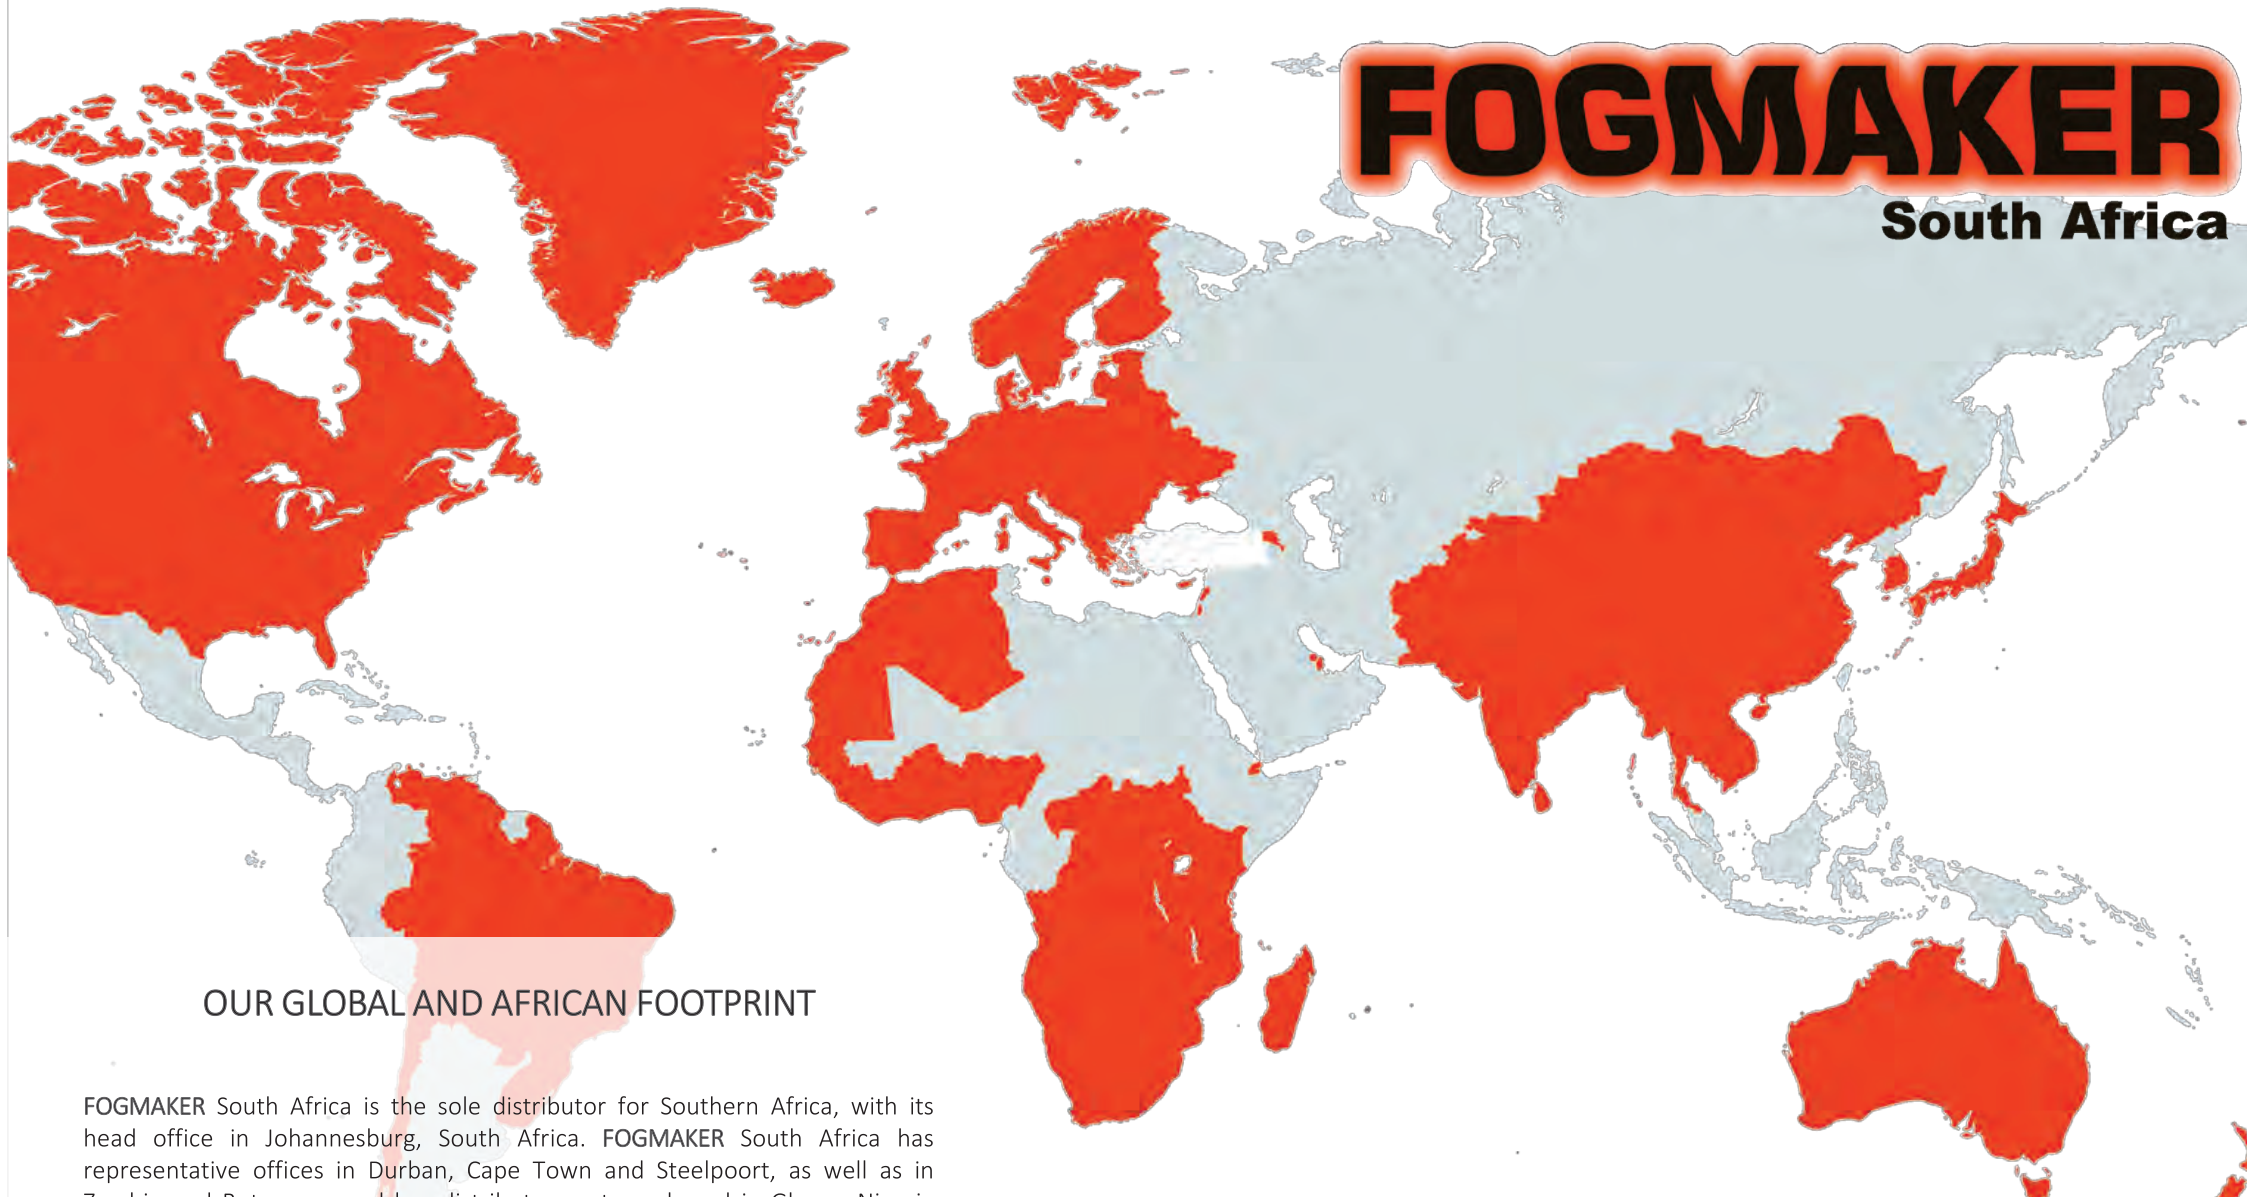 FOGMAKER
South Africa
OUR GLOBAL AND AFRICAN FOOTPRINT
FOGMAKER South Africa is the sole distributor for Southern Africa, with its
head office in Johannesburg, South Africa. FOGMAKER South Africa has
representative offices in Durban, Cape Town and Steelpoort, as well as in